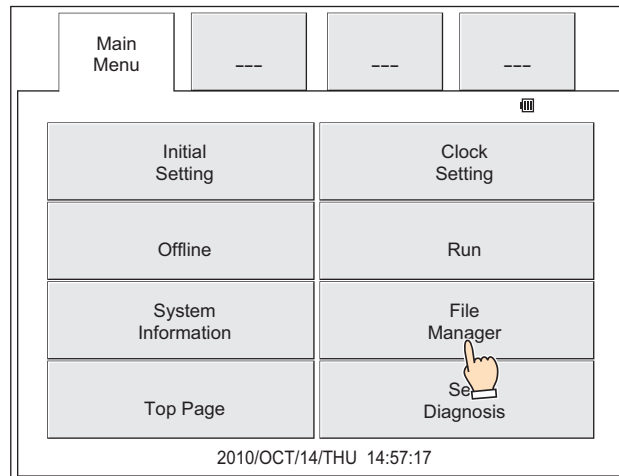 Main
Menu
---
---
---
Initial
Setting
Clock
Setting
Offline
Run
System
Information
File
Manager
Top Page
Diagnosis
2010/OCT/14/THU 14:57:17